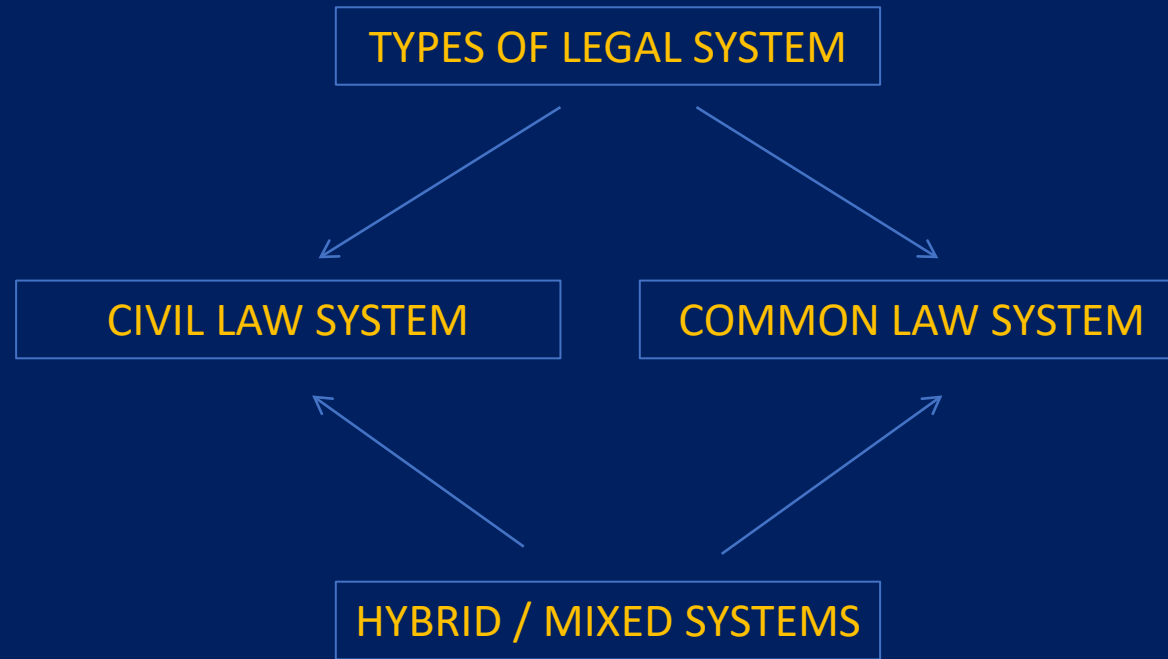 TYPES OF LEGAL SYSTEM
CIVIL LAW SYSTEM
COMMON LAW SYSTEM
HYBRID / MIXED SYSTEMS